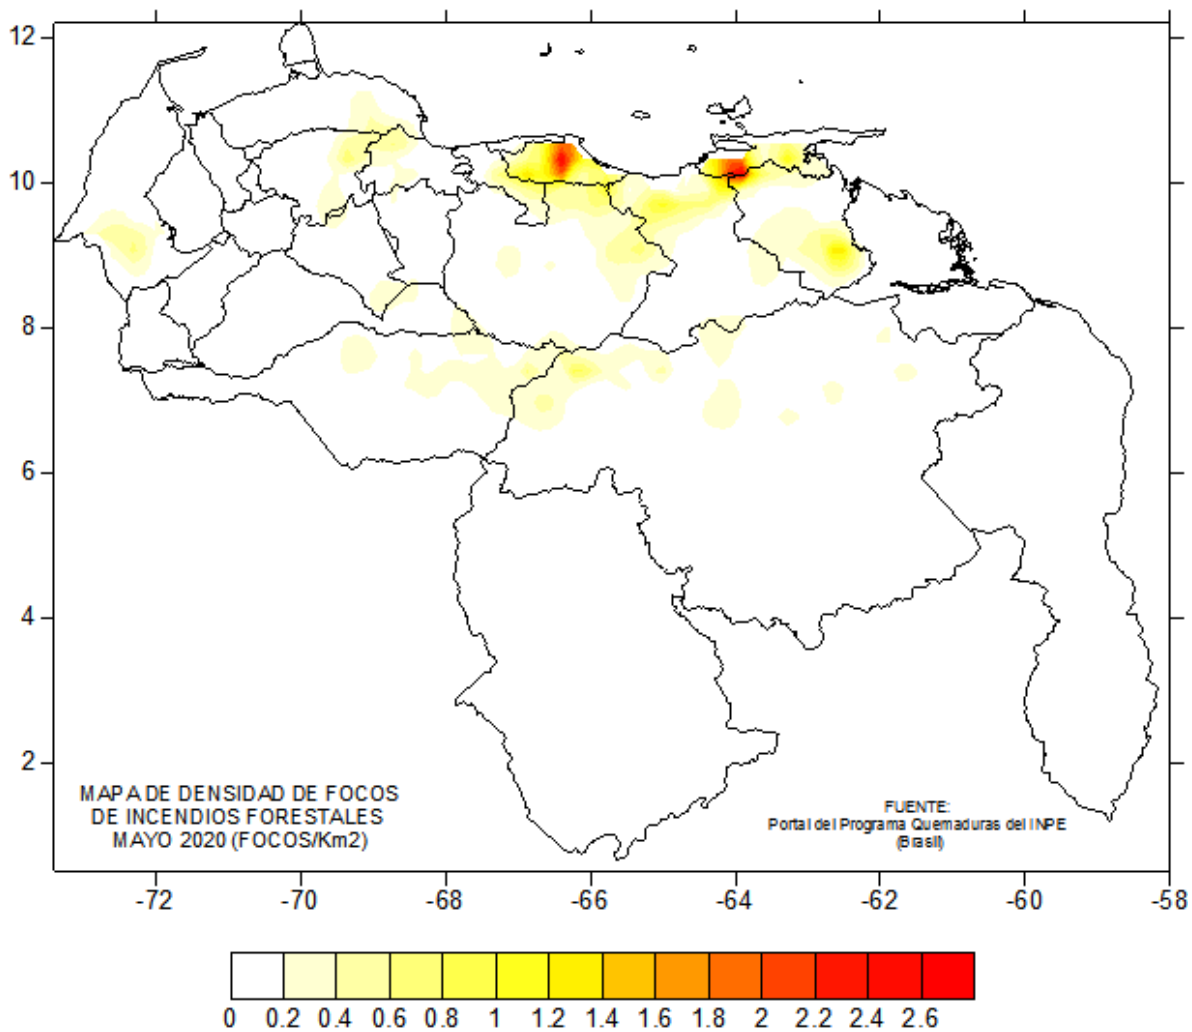 12
10
8
6
4
2
MAPA DE DENSIDAD DE FOCOS
DE INCENDIOS FORESTALES
MAYO 2020 (FOCOS/Km2)
FUENTE:
Portal del Programa Quemaduras del INPE
(Brasil)
-72 -70 -68 -66 -64 -62 -60 -58
0 0.2 0.4 0.6 0.8 1 1.2 1.4 1.6 1.8 2 2.2 2.4 2.6